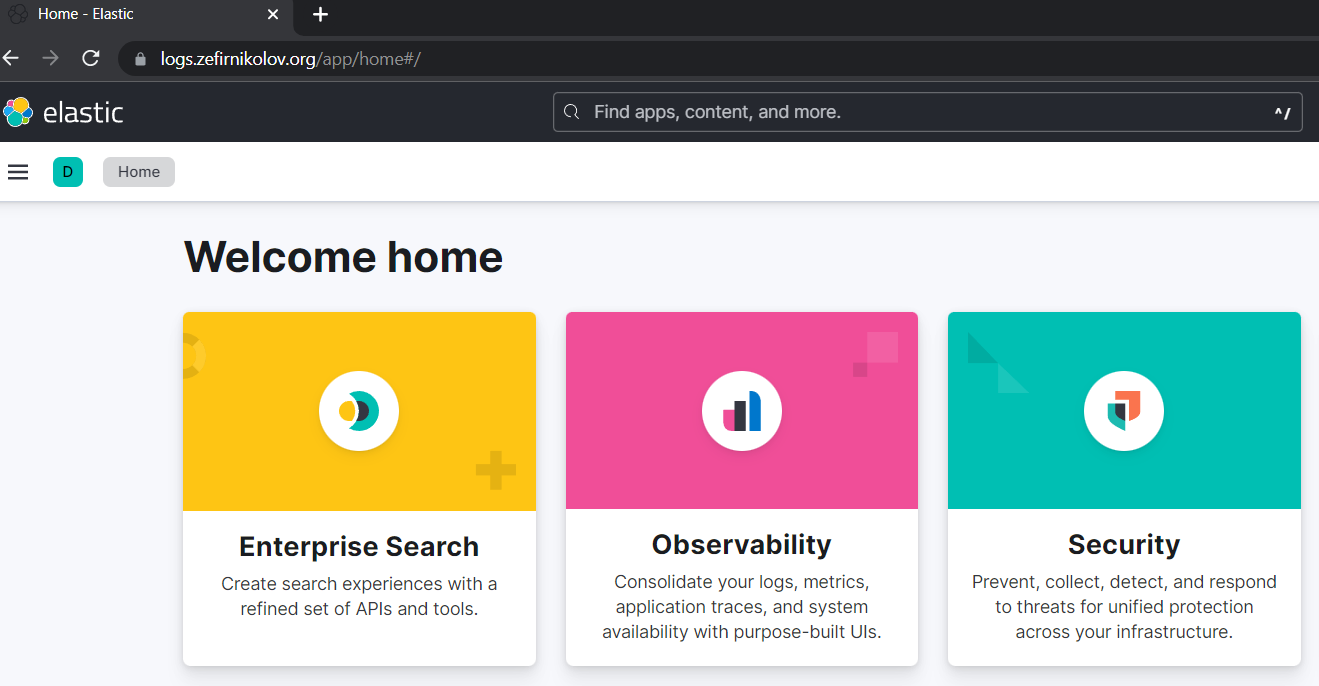 Home - Elastic
logs.zefirnikolov.org/app/home#/
elastic
Find apps, content, and more.
^/
D
Home
Welcome home
Enterprise Search
Create search experiences with a
refined set of APIs and tools.
Observability
Consolidate your logs, metrics,
application traces, and system
availability with purpose-built UIs.
Security
Prevent, collect, detect, and respond
to threats for unified protection
across your infrastructure.